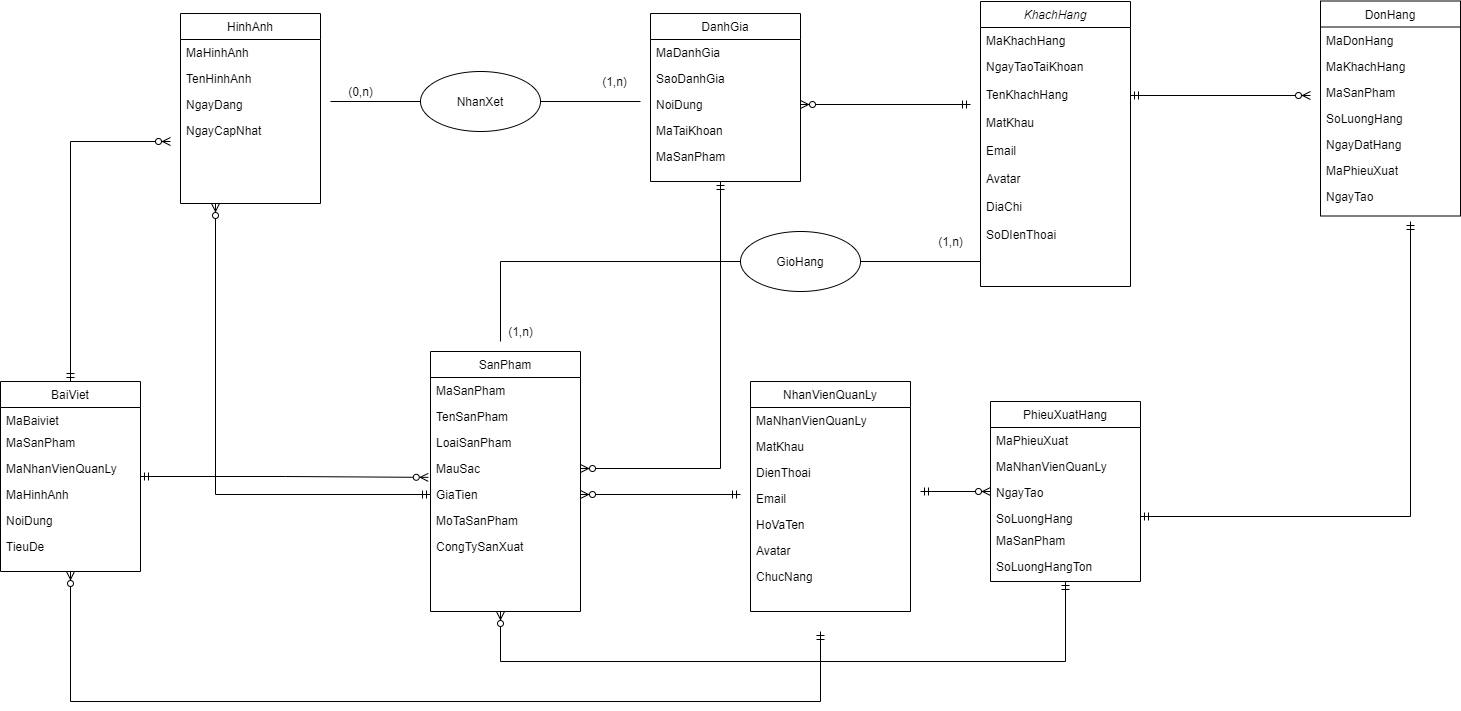 HinhAnh
MaHinhAnh
TenHinhAnh
NgayDang
NgayCapNhat
(0,n)
NhanXet
(1,n)
DanhGia
MaDanhGia
SaoDanhGia
NoiDung
MaTaiKhoan
MaSanPham
KhachHang
MaKhachHang
NgayTaoTaiKhoan
TenKhachHang
MatKhau
Email
Avatar
DiaChi
SoDIenThoai
DonHang
MaDonHang
MaKhachHang
MaSanPham
SoLuongHang
NgayDatHang
MaPhieuXuat
NgayTao
GioHang
(1,n)
(1,n)
BaiViet
MaBaiviet
MaSanPham
MaNhanVienQuanLy
MaHinhAnh
NoiDung
TieuDe
SanPham
MaSanPham
TenSanPham
LoaiSanPham
MauSac
GiaTien
MoTaSanPham
CongTySanXuat
NhanVienQuanLy
MaNhanVienQuanLy
MatKhau
DienThoai
Email
HoVaTen
Avatar
ChucNang
PhieuXuatHang
MaPhieuXuat
MaNhanVienQuanLy
NgayTao
SoLuongHang
MaSanPham
SoLuongHangTon